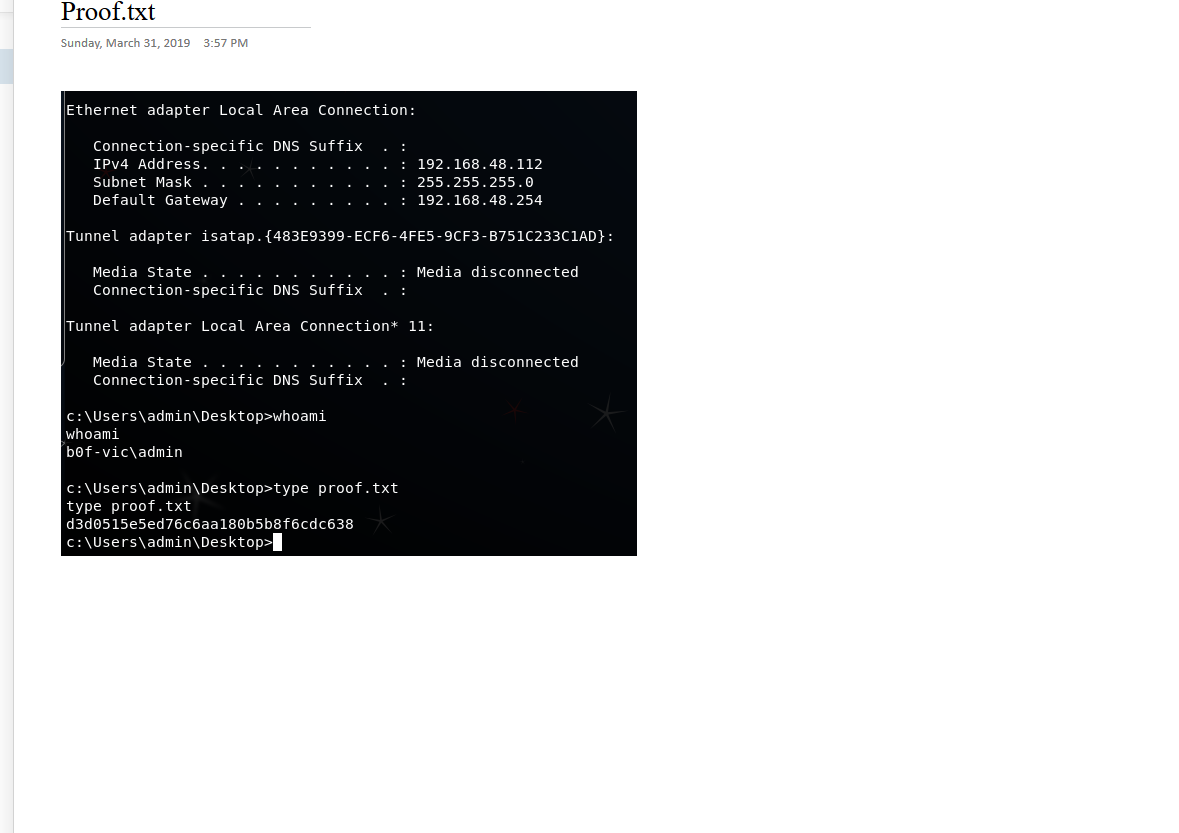 Proof.txt
Sunday, March 31, 2019 3:57 PM
Ethernet adapter Local Area Connection:
Connection-specific DNS Suffix . :
IPv4 Address. . . . . . . . . . . : 192.168.48.112
Subnet Mask . . . . . . . . . . . : 255.255.255.0
Default Gateway . . . . . . . . . : 192.168.48.254
Tunnel adapter isatap.{483E9399-ECF6-4FE5-9CF3-B751C233C1AD}:
Media State . . . . . . . . . . . : Media disconnected
Connection-specific DNS Suffix . :
Tunnel adapter Local Area Connection* 11:
Media State . . . . . . . . . . . : Media disconnected
Connection-specific DNS Suffix . :
c:\Users\admin\Desktop>whoami
whoami
b0f-vic\admin
c:\Users\admin\Desktop>type proof.txt
type proof.txt
d3d0515e5ed76c6aa180b5b8f6cdc638
c:\Users\admin\Desktop>